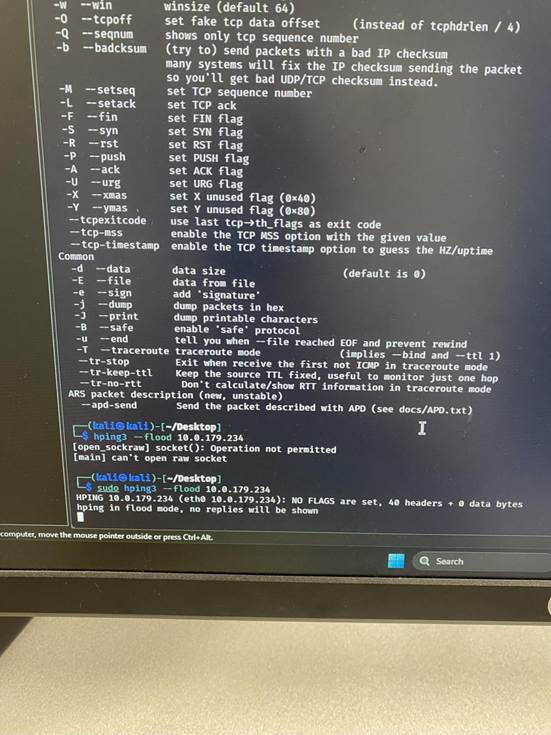 -w --win winsize (default 64)
-O --tcpoff set fake tcp data offset (instead of tcphdrlen / 4)
-Q --seqnum shows only tcp sequence number
-b --badcksum (try to) send packets with a bad IP checksum
many systems will fix the IP checksum sending the packet
so you'll get bad UDP/TCP checksum instead.
-M --setseq set TCP sequence number
-L --setack set TCP ack
-F --fin set FIN flag
-S --syn set SYN flag
-R --rst set RST flag
-P --push set PUSH flag
-A --ack set ACK flag
-U --urg set URG flag
-X --xmas set X unused flag (0×40)
-Y --ymas set Y unused flag (0×80)
--tcpexitcode use last tcp→th_flags as exit code
--tcp-mss enable the TCP MSS option with the given value
--tcp-timestamp enable the TCP timestamp option to guess the HZ/uptime
Common
-d --data data size (default is 0)
-E --file data from file
-e --sign add 'signature'
-j --dump dump packets in hex
-J --print dump printable characters
-B --safe enable 'safe' protocol
-u --end tell you when --file reached EOF and prevent rewind
-T --traceroute traceroute mode (implies --bind and --ttl 1)
--tr-stop Exit when receive the first not ICMP in traceroute mode
--tr-keep-ttl Keep the source TTL fixed, useful to monitor just one hop
--tr-no-rtt Don't calculate/show RTT information in traceroute mode
ARS packet description (new, unstable)
--apd-send Send the packet described with APD (see docs/APD.txt)
┌──(kali㉿kali)-[~/Desktop]
└─$ hping3 --flood 10.0.179.234
[open_sockraw] socket(): Operation not permitted
[main] can't open raw socket
┌──(kali㉿kali)-[~/Desktop]
└─$ sudo hping3 --flood 10.0.179.234
HPING 10.0.179.234 (eth0 10.0.179.234): NO FLAGS are set, 40 headers + 0 data bytes
hping in flood mode, no replies will be shown
computer, move the mouse pointer outside or press Ctrl+Alt.
Search